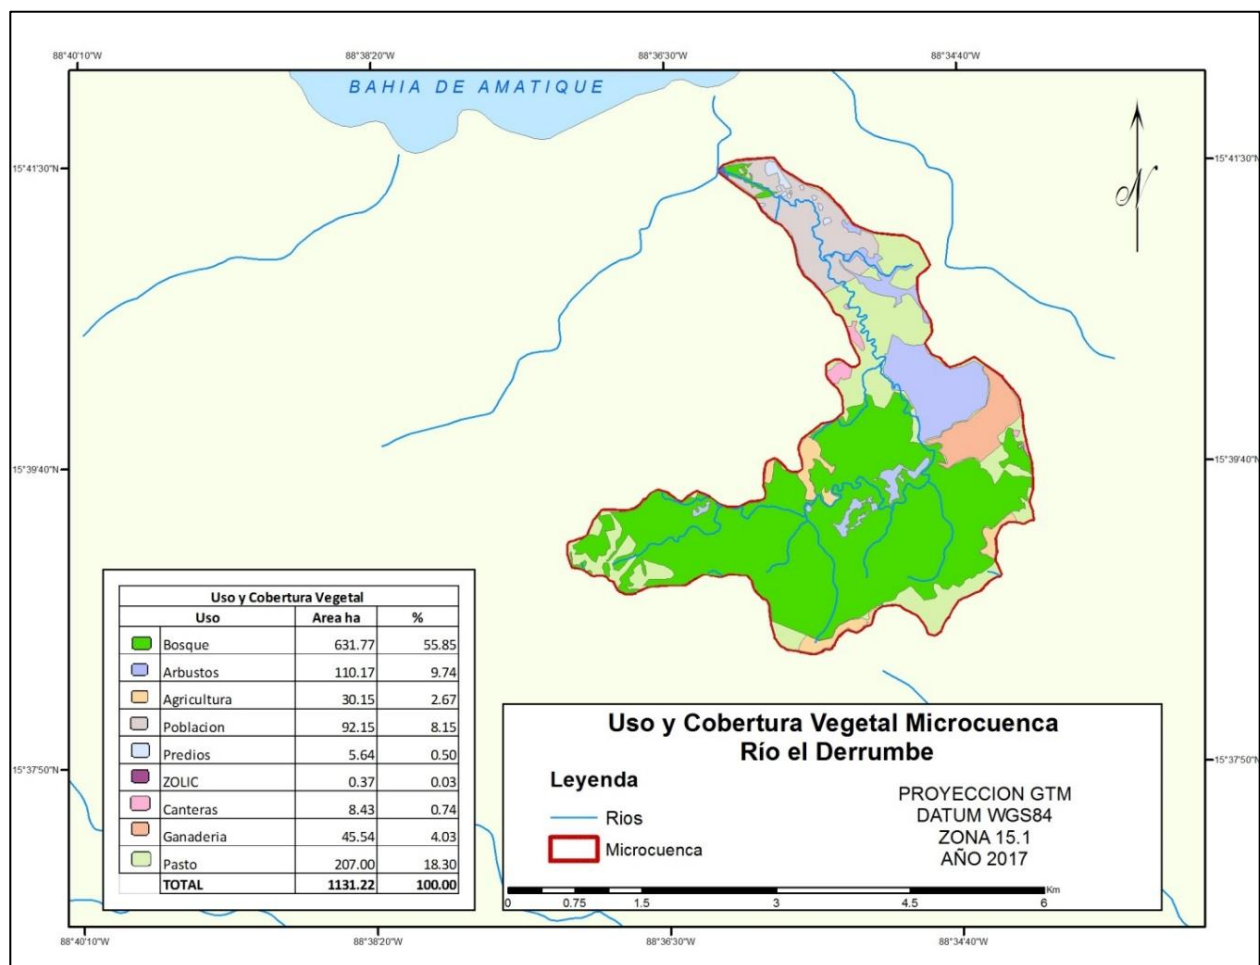 88°40'10"W 88°38'20"W 88°36'30"W 88°34'40"W
BAHIA DE AMATIQUE
15°41'30"N 15°41'30"N
N
15°39'40"N 15°39'40"N
Uso y Cobertura Vegetal
Uso Area ha %
Bosque 631.77 55.85
Arbustos 110.17 9.74
Agricultura 30.15 2.67
Poblacion 92.15 8.15
Predios 5.64 0.50
ZOLIC 0.37 0.03
Canteras 8.43 0.74
Ganaderia 45.54 4.03
Pasto 207.00 18.30
TOTAL 1131.22 100.00
Uso y Cobertura Vegetal Microcuenca
Río el Derrumbe
Leyenda
Rios
Microcuenca
PROYECCION GTM
DATUM WGS84
ZONA 15.1
AÑO 2017
15°37'50"N 15°37'50"N
Km
0 0.75 1.5 3 4.5 6
88°40'10"W 88°38'20"W 88°36'30"W 88°34'40"W